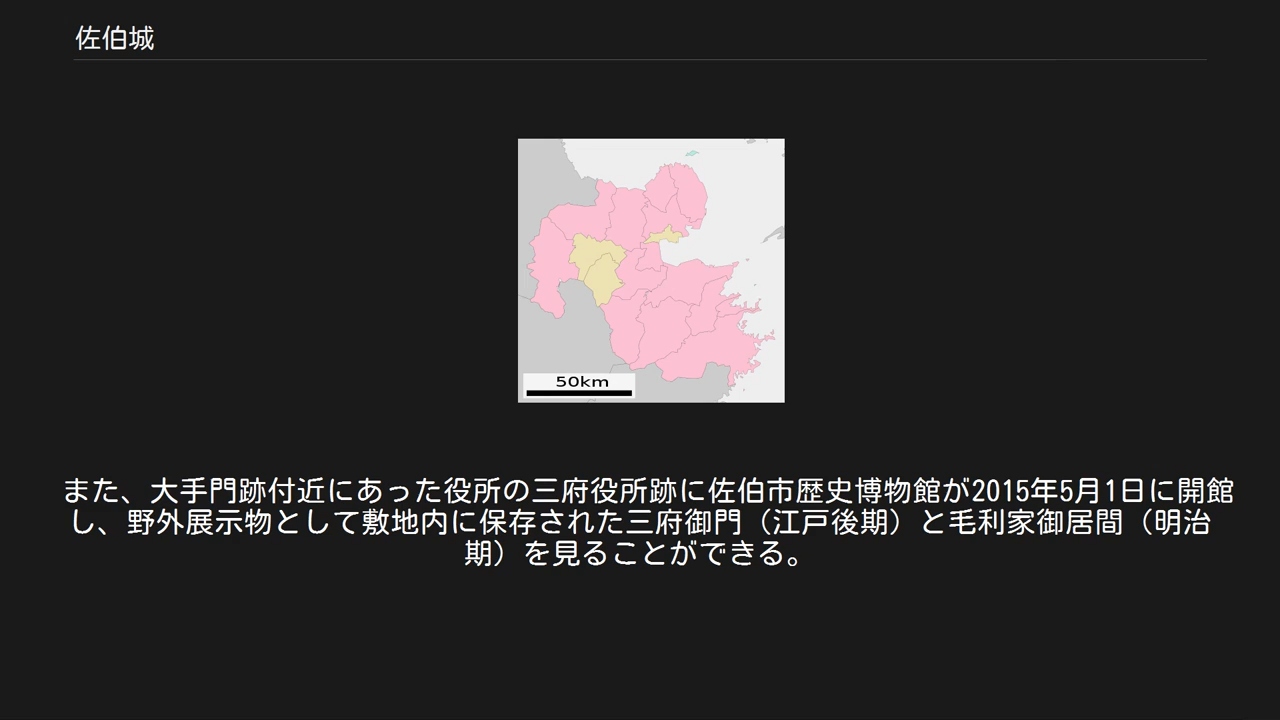 佐伯城
50km
また、大手門跡付近にあった役所の三府役所跡に佐伯市歴史博物館が2015年5月1日に開館
し、野外展示物として敷地内に保存された三府御門（江戸後期）と毛利家御居間（明治
期）を見ることができる。